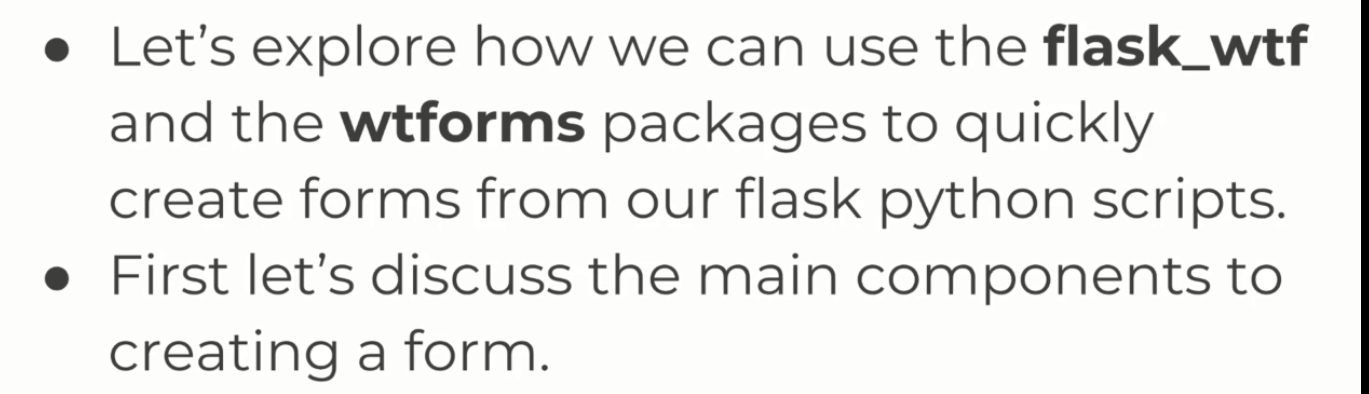 ● Let’s explore how we can use the flask_wtf
and the wtforms packages to quickly
create forms from our flask python scripts.
● First let’s discuss the main components to
creating a form.